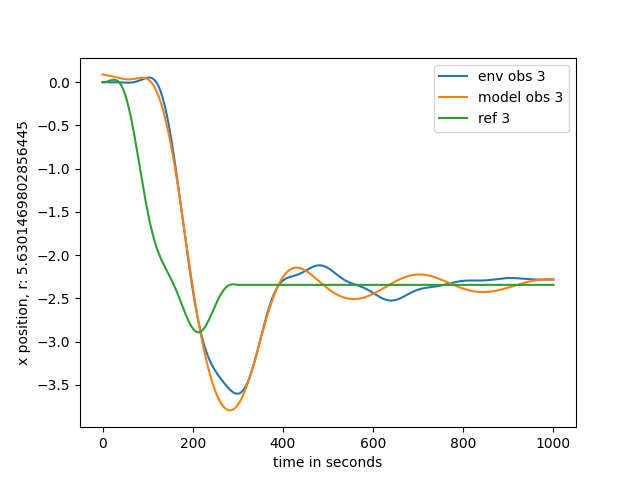 env obs 3
model obs 3
ref 3
x position, r: 5.6301469802856445
0.0
−0.5
−1.0
−1.5
−2.0
−2.5
−3.0
−3.5
0 200 400 600 800 1000
time in seconds